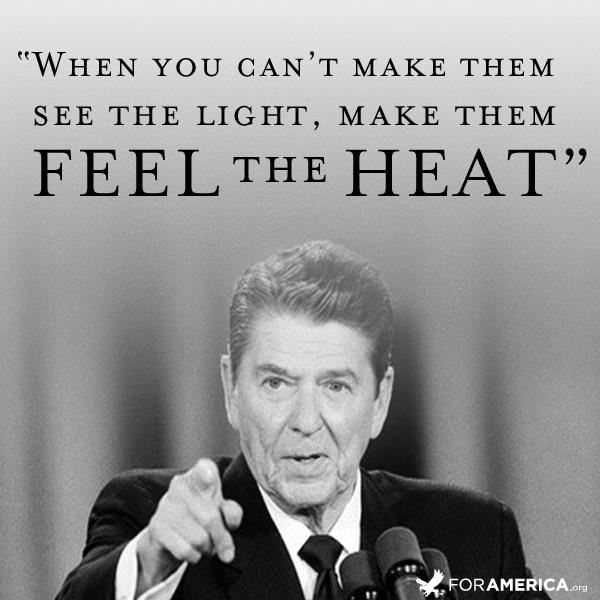 “When you can’t make them
see the light, make them
FEEL the HEAT”
FORAMERICA.org